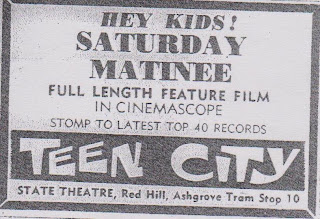 HEY KIDS!
SATURDAY
MATINEE
FULL LENGTH FEATURE FILM
IN CINEMASCOPE
STOMP TO LATEST TOP 40 RECORDS
TEEN CITY
STATE THEATRE, Red Hill, Ashgrove Tram Stop 10